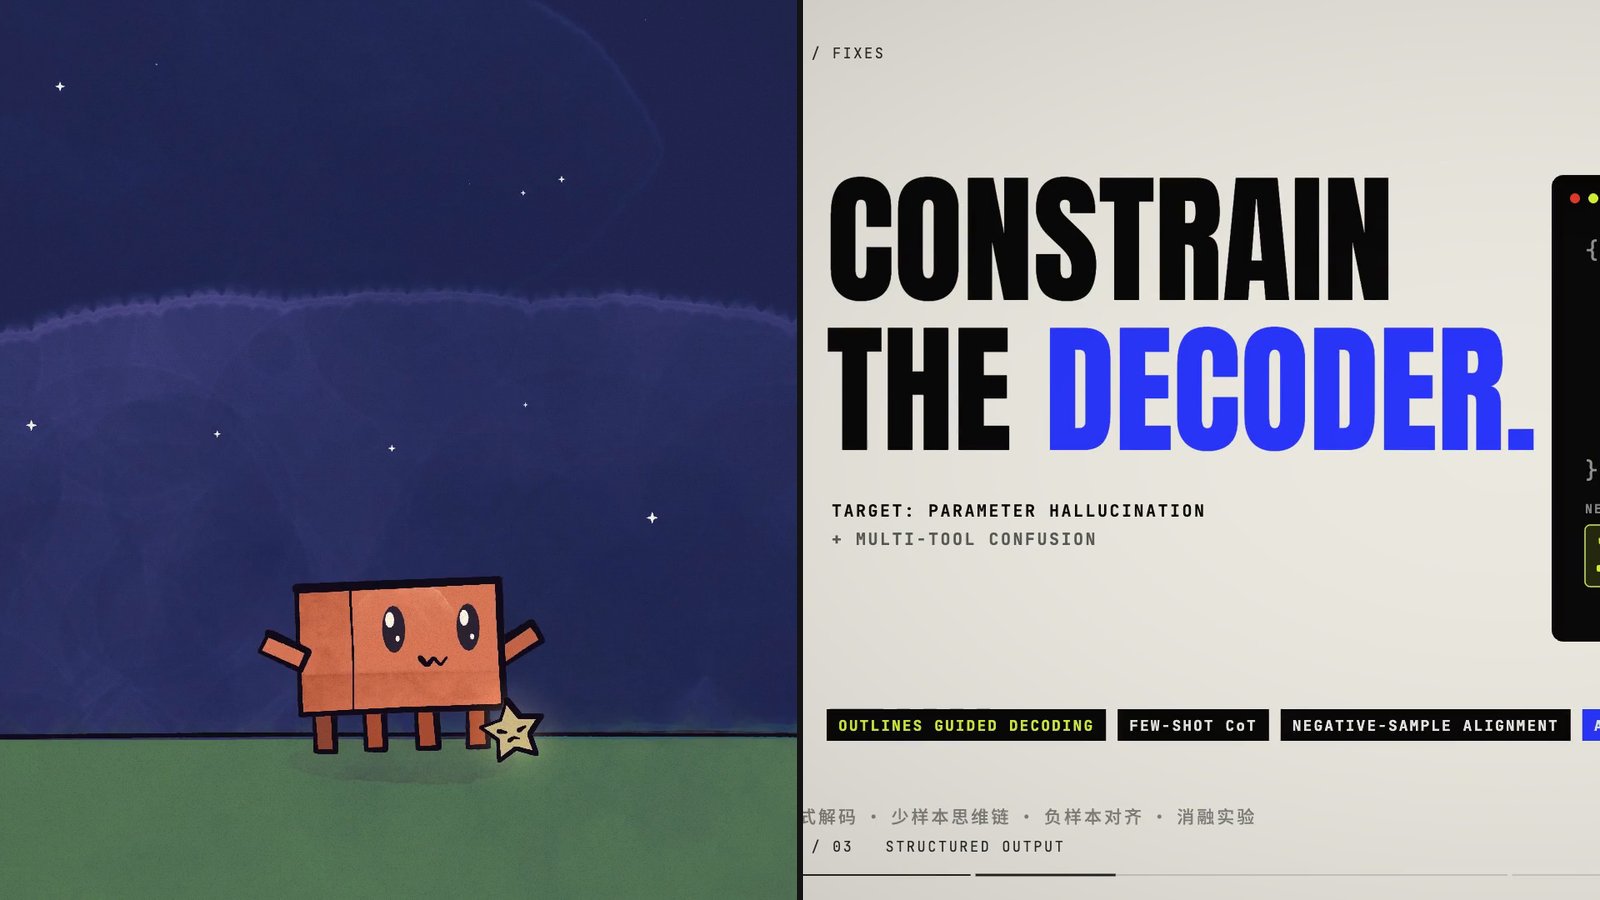 / FIXES
CONSTRAIN
THE DECODER.
{
}
TARGET: PARAMETER HALLUCINATION
+ MULTI-TOOL CONFUSION
OUTLINES GUIDED DECODING
FEW-SHOT CoT
NEGATIVE-SAMPLE ALIGNMENT
式解码 • 少样本思维链 • 负样本对齐 • 消融实验
/ 03 STRUCTURED OUTPUT